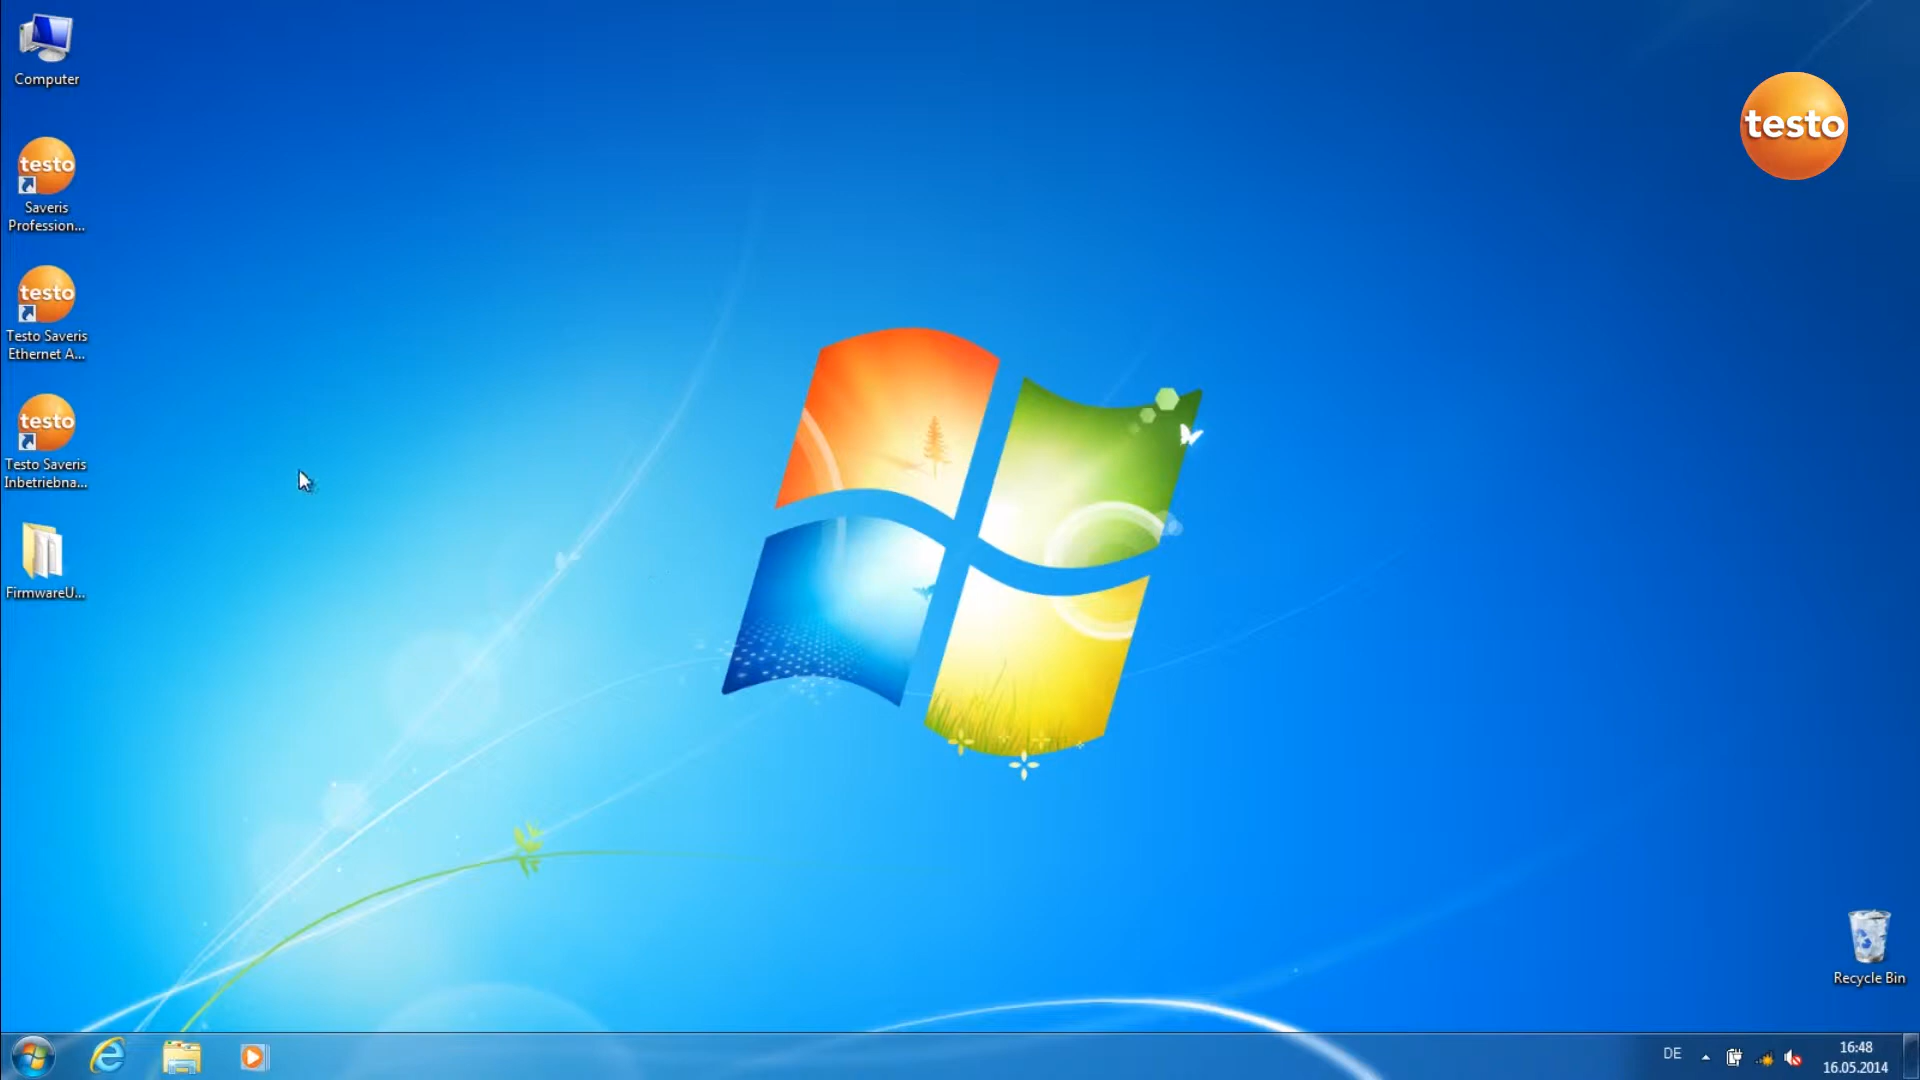 Computer
testo
testo
Saveris
Profession...
testo
Testo Saveris
Ethernet A...
testo
Testo Saveris
Inbetriebna...
FirmwareU...
Recycle Bin
DE
16:48
16.05.2014